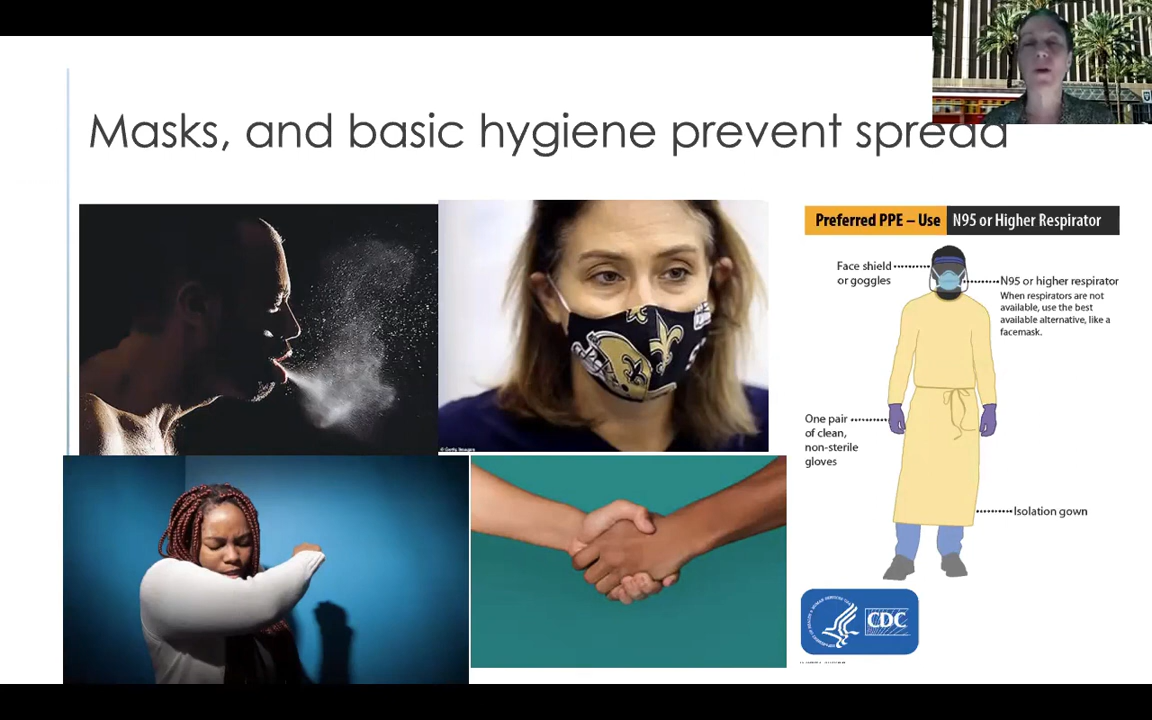 Masks, and basic hygiene prevent spread
Preferred PPE – Use N95 or Higher Respirator
Face shield
or goggles
N95 or higher respirator
When respirators are not
available, use the best
available alternative, like a
facemask.
One pair
of clean,
non-sterile
gloves
Isolation gown
© Getty Images
CDC